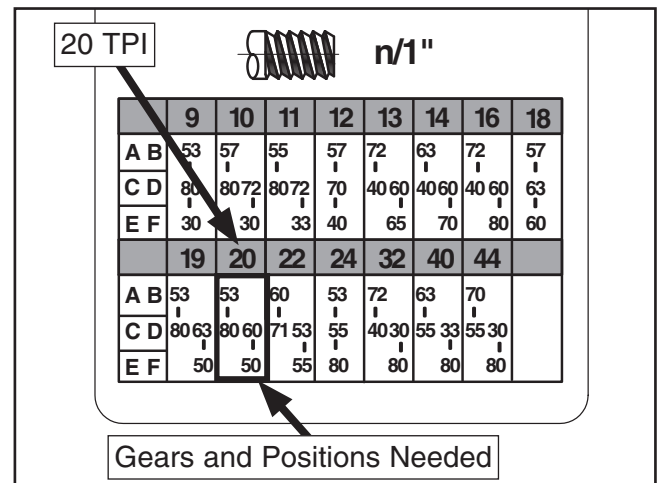 20 TPI
n/1"
9 10 11 12 13 14 16 18
A B 53 57 55 57 72 63 72 57
C D 80 80 72 80 72 70 40 60 40 60 40 60 63
E F 30 30 33 40 65 70 80 60
19 20 22 24 32 40 44
A B 53 53 60 53 72 63 70
C D 80 63 80 60 71 53 55 40 30 55 33 55 30
E F 50 50 55 80 80 80 80
Gears and Positions Needed